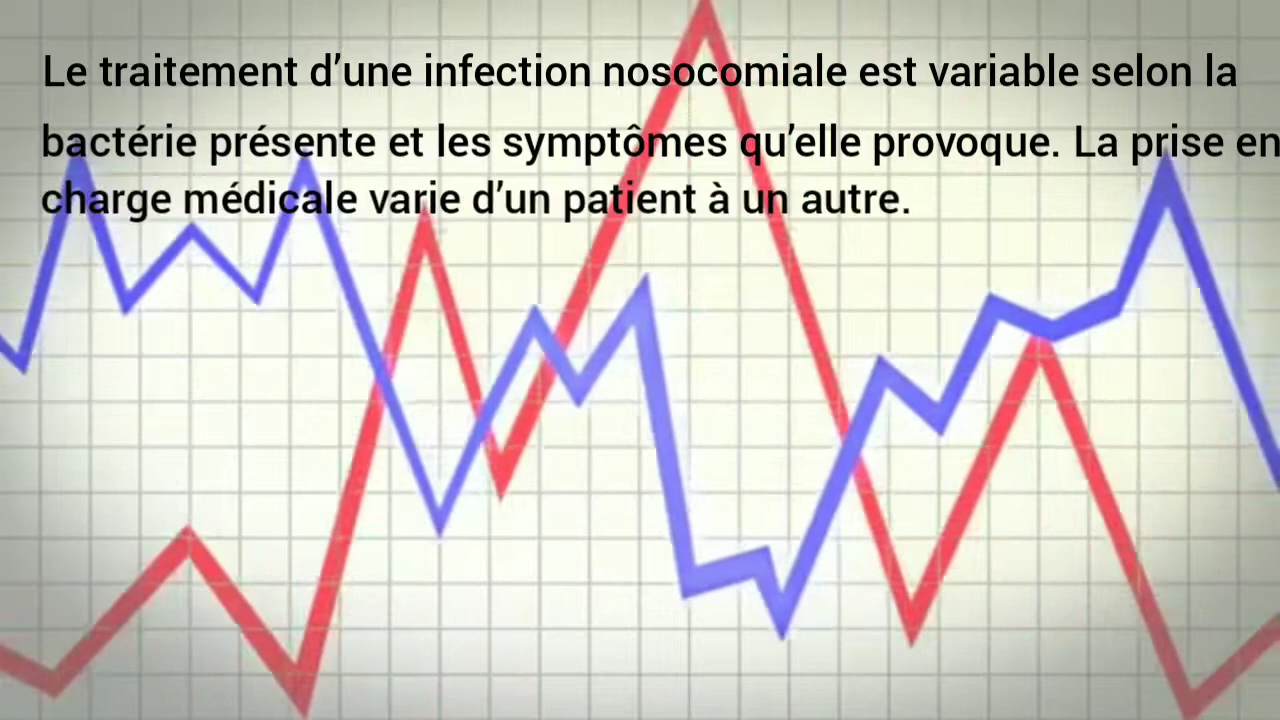 Le traitement d’une infection nosocomiale est variable selon la
bactérie présente et les symptômes qu’elle provoque. La prise en
charge médicale varie d’un patient à un autre.